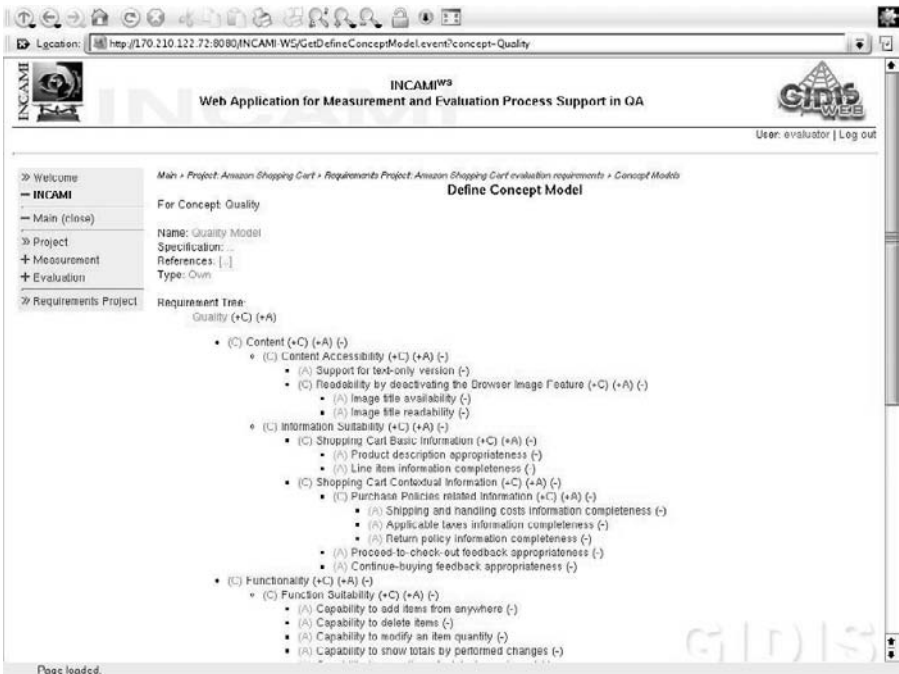 Location: http://170.210.122.72:8080/INCAMI-WS/GetDefineConceptModel.event?concept=Quality
INCAMI
INCAMI
INCAMIWS
Web Application for Measurement and Evaluation Process Support in QA
GIDIS
WEB
User: evaluator | Log out
» Welcome
— INCAMI
— Main (close)
» Project
+ Measurement
+ Evaluation
» Requirements Project
Main » Project: Amazon Shopping Cart » Requirements Project: Amazon Shopping Cart evaluation requirements » Concept Models
Define Concept Model
For Concept: Quality
Name: Quality Model
Specification: ...
References: [..]
Type: Own
Requirement Tree:
Quality (+C) (+A)
(C) Content (+C) (+A) (-)
(C) Content Accessibility (+C) (+A) (-)
(A) Support for text-only version (-)
(C) Readability by deactivating the Browser Image Feature (+C) (+A) (-)
(A) Image title availability (-)
(A) Image title readability (-)
(C) Information Suitability (+C) (+A) (-)
(C) Shopping Cart Basic Information (+C) (+A) (-)
(A) Product description appropriateness (-)
(A) Line item information completeness (-)
(C) Shopping Cart Contextual Information (+C) (+A) (-)
(C) Purchase Policies related Information (+C) (+A) (-)
(A) Shipping and handling costs information completeness (-)
(A) Applicable taxes information completeness (-)
(A) Return policy information completeness (-)
(A) Proceed-to-check-out feedback appropriateness (-)
(A) Continue-buying feedback appropriateness (-)
(C) Functionality (+C) (+A) (-)
(C) Function Suitability (+C) (+A) (-)
(A) Capability to add items from anywhere (-)
(A) Capability to delete items (-)
(A) Capability to modify an item quantity (-)
(A) Capability to show totals by performed changes (-)
GIDIS
Page loaded.